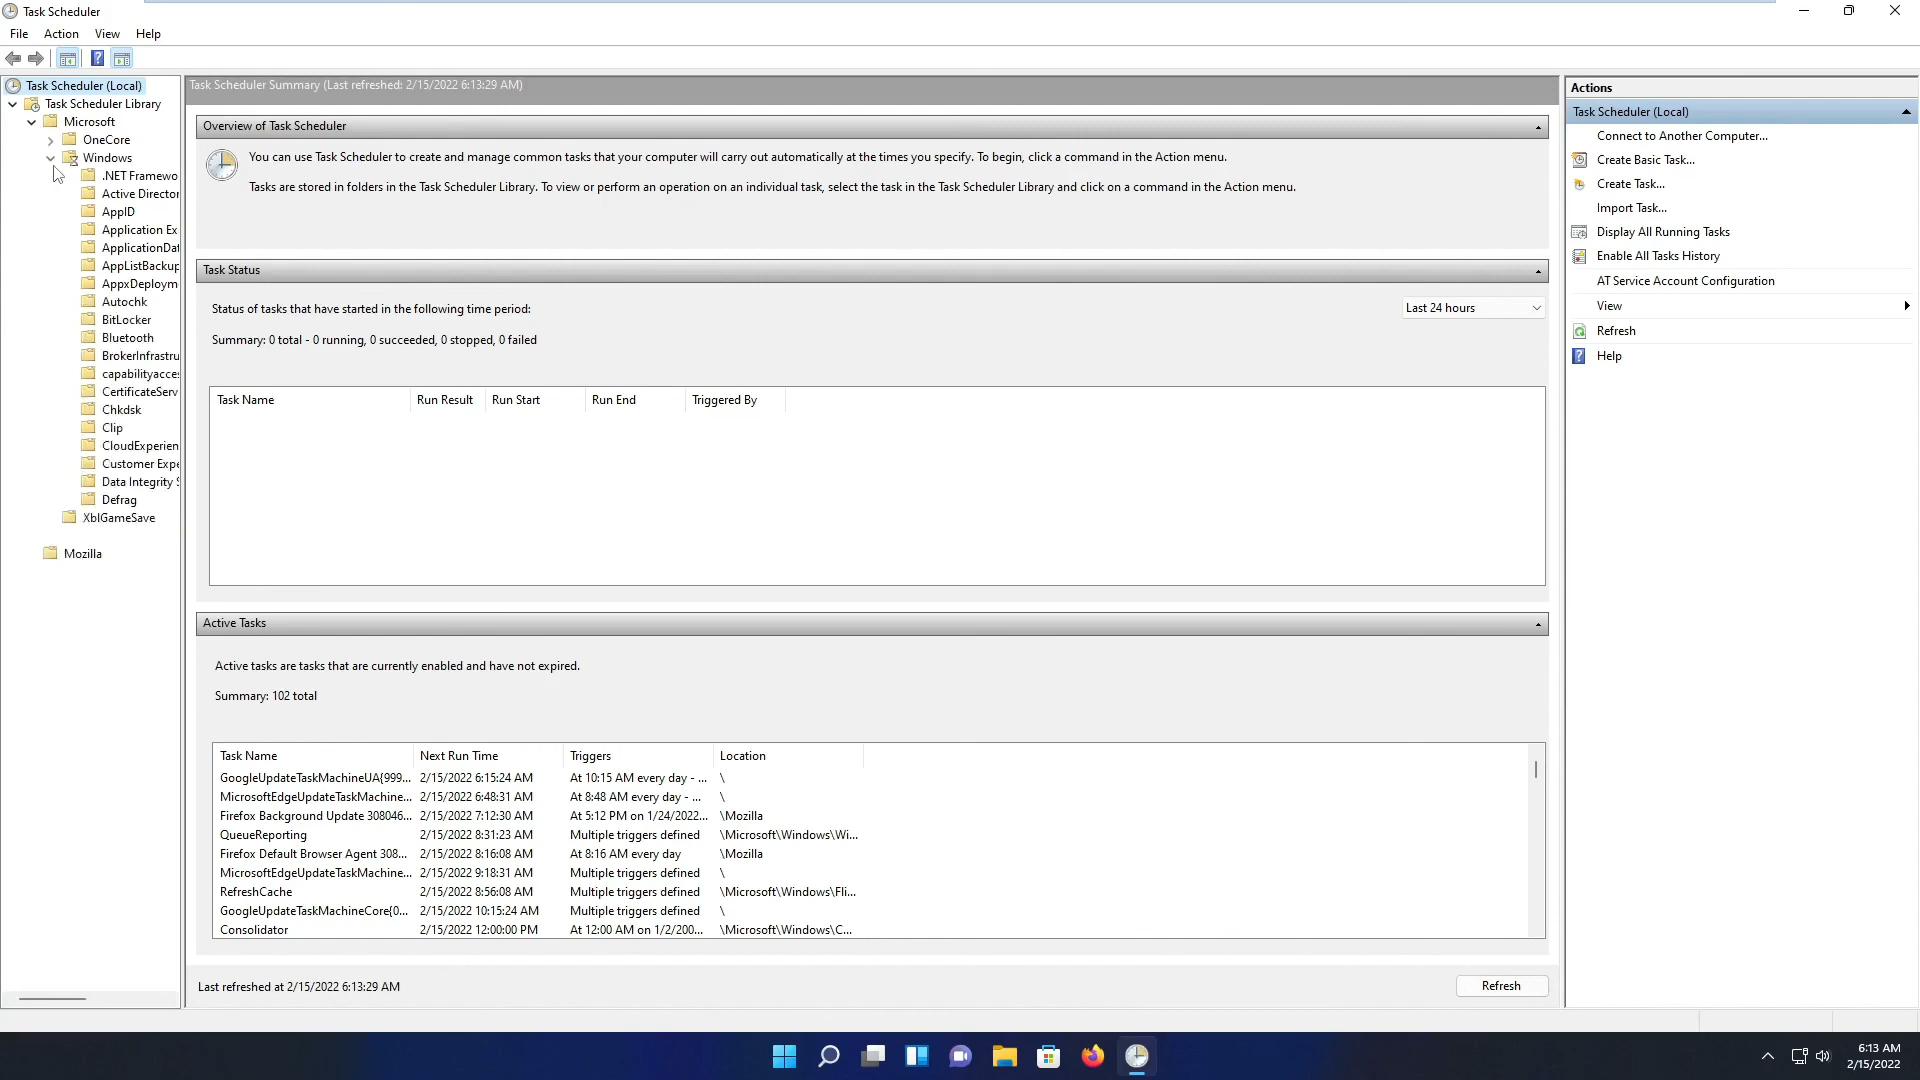 Task Scheduler
File Action View Help
Task Scheduler (Local)
Task Scheduler Library
Microsoft
OneCore
Windows
.NET Framewo
Active Director
AppID
Application Ex
ApplicationDat
AppListBackup
AppxDeploym
Autochk
BitLocker
Bluetooth
BrokerInfrastru
capabilityacces
CertificateServ
Chkdsk
Clip
CloudExperien
Customer Expe
Data Integrity S
Defrag
XblGameSave
Mozilla
Task Scheduler Summary (Last refreshed: 2/15/2022 6:13:29 AM)
Overview of Task Scheduler
You can use Task Scheduler to create and manage common tasks that your computer will carry out automatically at the times you specify. To begin, click a command in the Action menu.
Tasks are stored in folders in the Task Scheduler Library. To view or perform an operation on an individual task, select the task in the Task Scheduler Library and click on a command in the Action menu.
Task Status
Status of tasks that have started in the following time period: Last 24 hours
Summary: 0 total - 0 running, 0 succeeded, 0 stopped, 0 failed
Task Name Run Result Run Start Run End Triggered By
Active Tasks
Active tasks are tasks that are currently enabled and have not expired.
Summary: 102 total
Task Name Next Run Time Triggers Location
GoogleUpdateTaskMachineUA{999... 2/15/2022 6:15:24 AM At 10:15 AM every day - ... \
MicrosoftEdgeUpdateTaskMachine... 2/15/2022 6:48:31 AM At 8:48 AM every day - ... \
Firefox Background Update 308046... 2/15/2022 7:12:30 AM At 5:12 PM on 1/24/2022... \Mozilla
QueueReporting 2/15/2022 8:31:23 AM Multiple triggers defined \Microsoft\Windows\Wi...
Firefox Default Browser Agent 308... 2/15/2022 8:16:08 AM At 8:16 AM every day \Mozilla
MicrosoftEdgeUpdateTaskMachine... 2/15/2022 9:18:31 AM Multiple triggers defined \
RefreshCache 2/15/2022 8:56:08 AM Multiple triggers defined \Microsoft\Windows\Fli...
GoogleUpdateTaskMachineCore{0... 2/15/2022 10:15:24 AM Multiple triggers defined \
Consolidator 2/15/2022 12:00:00 PM At 12:00 AM on 1/2/200... \Microsoft\Windows\C...
Last refreshed at 2/15/2022 6:13:29 AM Refresh
Actions
Task Scheduler (Local)
Connect to Another Computer...
Create Basic Task...
Create Task...
Import Task...
Display All Running Tasks
Enable All Tasks History
AT Service Account Configuration
View
Refresh
Help
6:13 AM
2/15/2022